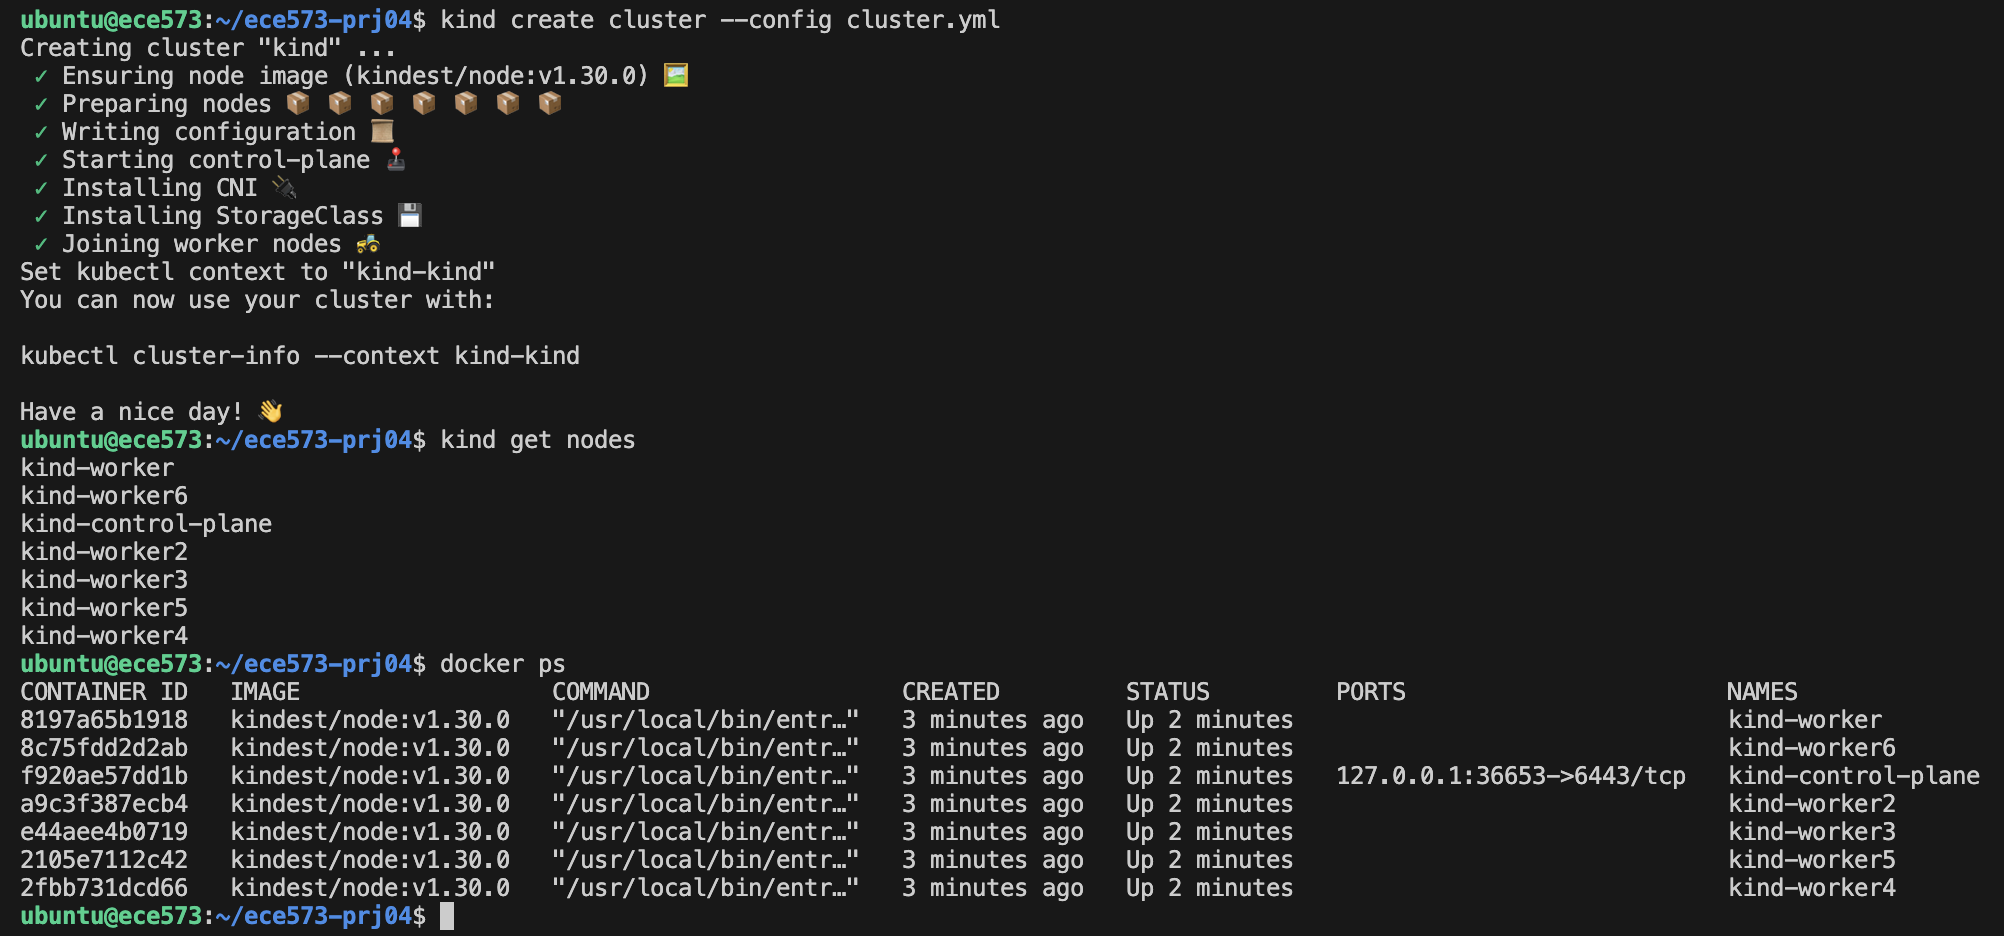 ubuntu@ece573:~/ece573-prj04$ kind create cluster --config cluster.yml
Creating cluster "kind" ...
 ✓ Ensuring node image (kindest/node:v1.30.0) 🖼
 ✓ Preparing nodes 📦 📦 📦 📦 📦 📦 📦
 ✓ Writing configuration 📜
 ✓ Starting control-plane 🕹️
 ✓ Installing CNI 🔌
 ✓ Installing StorageClass 💾
 ✓ Joining worker nodes 🚜
Set kubectl context to "kind-kind"
You can now use your cluster with:

kubectl cluster-info --context kind-kind

Have a nice day! 👋
ubuntu@ece573:~/ece573-prj04$ kind get nodes
kind-worker
kind-worker6
kind-control-plane
kind-worker2
kind-worker3
kind-worker5
kind-worker4
ubuntu@ece573:~/ece573-prj04$ docker ps
CONTAINER ID   IMAGE                  COMMAND                  CREATED         STATUS         PORTS                       NAMES
8197a65b1918   kindest/node:v1.30.0   "/usr/local/bin/entr…"   3 minutes ago   Up 2 minutes                               kind-worker
8c75fdd2d2ab   kindest/node:v1.30.0   "/usr/local/bin/entr…"   3 minutes ago   Up 2 minutes                               kind-worker6
f920ae57dd1b   kindest/node:v1.30.0   "/usr/local/bin/entr…"   3 minutes ago   Up 2 minutes   127.0.0.1:36653->6443/tcp   kind-control-plane
a9c3f387ecb4   kindest/node:v1.30.0   "/usr/local/bin/entr…"   3 minutes ago   Up 2 minutes                               kind-worker2
e44aee4b0719   kindest/node:v1.30.0   "/usr/local/bin/entr…"   3 minutes ago   Up 2 minutes                               kind-worker3
2105e7112c42   kindest/node:v1.30.0   "/usr/local/bin/entr…"   3 minutes ago   Up 2 minutes                               kind-worker5
2fbb731dcd66   kindest/node:v1.30.0   "/usr/local/bin/entr…"   3 minutes ago   Up 2 minutes                               kind-worker4
ubuntu@ece573:~/ece573-prj04$